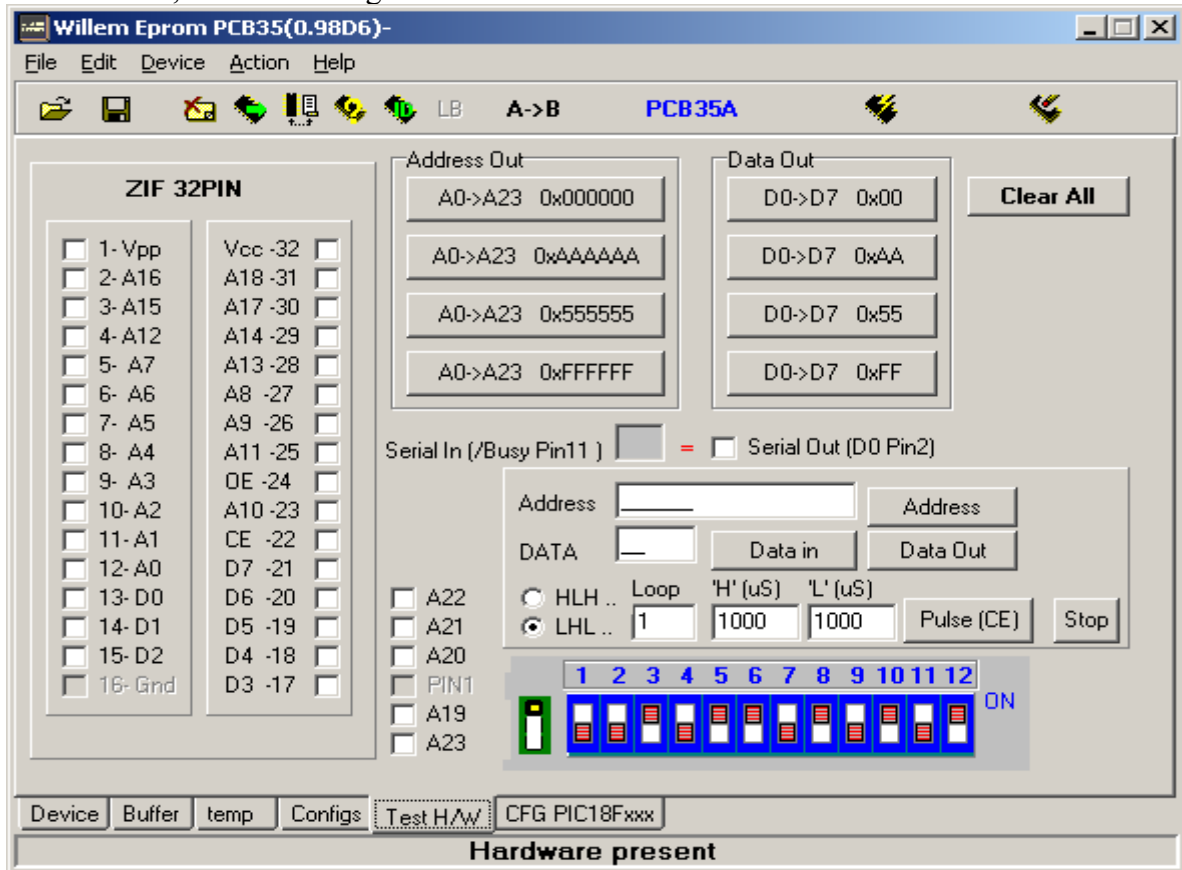 Willem Eprom PCB35(0.98D6)-
File Edit Device Action Help
LB A->B PCB35A
ZIF 32PIN
1- Vpp Vcc -32
2- A16 A18 -31
3- A15 A17 -30
4- A12 A14 -29
5- A7 A13 -28
6- A6 A8 -27
7- A5 A9 -26
8- A4 A11 -25
9- A3 OE -24
10- A2 A10 -23
11- A1 CE -22
12- A0 D7 -21
13- D0 D6 -20
14- D1 D5 -19
15- D2 D4 -18
16- Gnd D3 -17
Address Out
A0->A23 0x000000
A0->A23 0xAAAAAA
A0->A23 0x555555
A0->A23 0xFFFFFF
Data Out
D0->D7 0x00
D0->D7 0xAA
D0->D7 0x55
D0->D7 0xFF
Clear All
Serial In (/Busy Pin11 ) = Serial Out (D0 Pin2)
Address ______ Address
DATA __ Data in Data Out
Loop 'H' (uS) 'L' (uS)
HLH ..
LHL .. 1 1000 1000 Pulse (CE) Stop
A22
A21
A20
PIN1
A19
A23
1 2 3 4 5 6 7 8 9 10 11 12
ON
Device Buffer temp Configs Test H/W CFG PIC18Fxxx
Hardware present